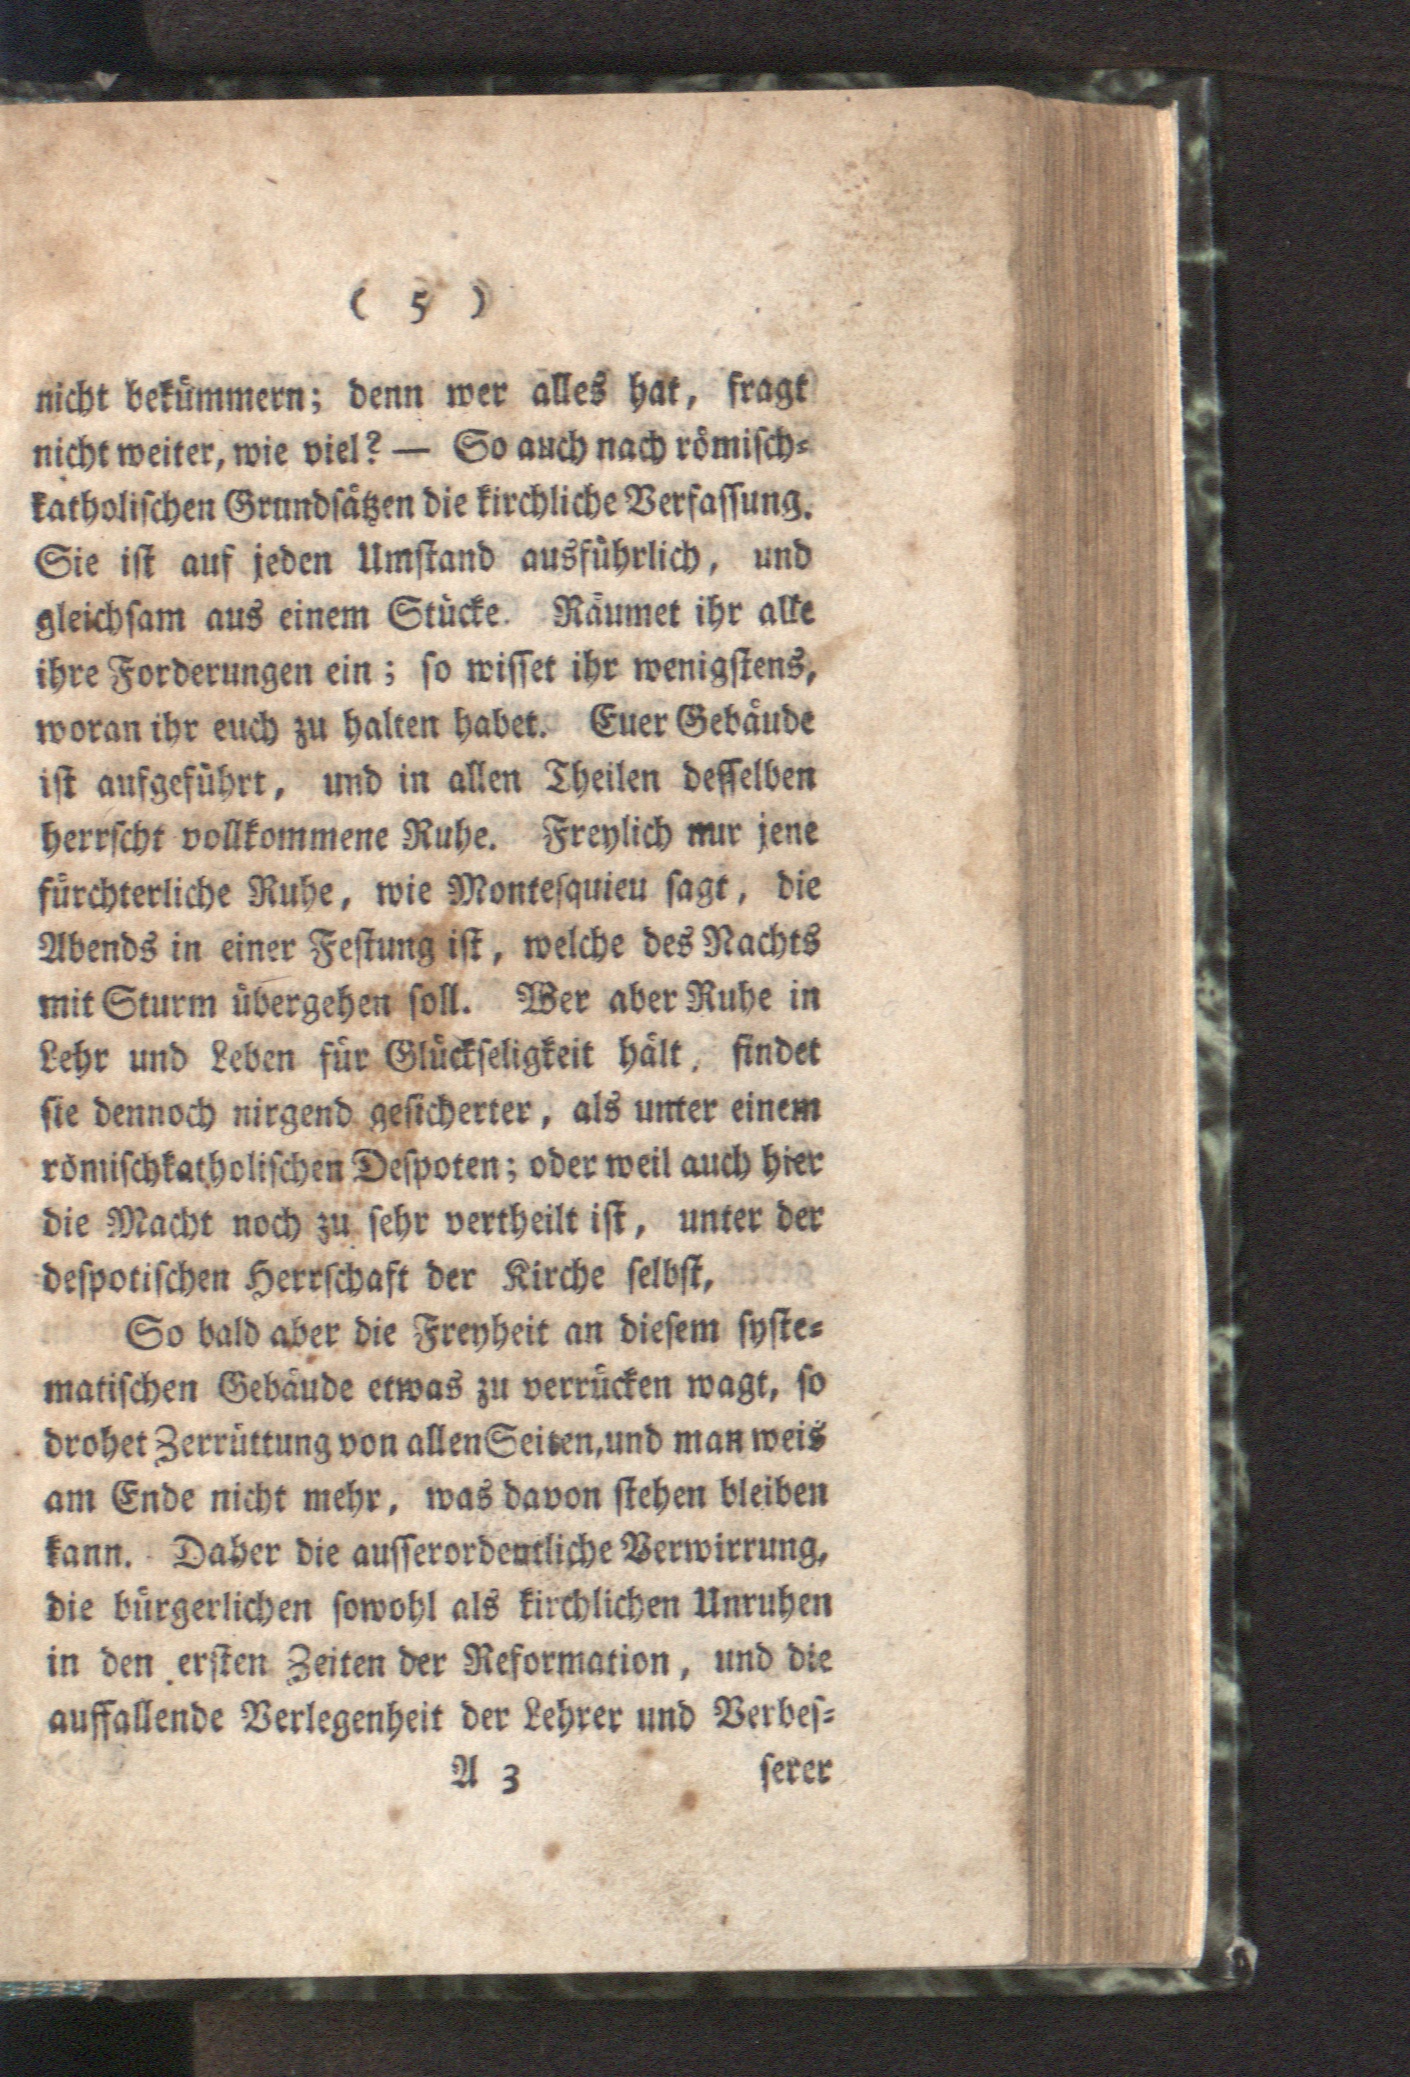 ( 5 )
nicht bekümmern; denn wer alles hat, fragt
nicht weiter, wie viel? — So auch nach römisch⸗
katholischen Grundsätzen die kirchliche Verfassung.
Sie ist auf jeden Umstand ausführlich, und
gleichsam aus einem Stücke. Räumet ihr alle
ihre Forderungen ein; so wisset ihr wenigstens,
woran ihr euch zu halten habet. Euer Gebäude
ist aufgeführt, und in allen Theilen desselben
herrscht vollkommene Ruhe. Freylich nur jene
fürchterliche Ruhe, wie Montesquieu sagt, die
Abends in einer Festung ist, welche des Nachts
mit Sturm übergehen soll. Wer aber Ruhe in
Lehr und Leben für Glückseligkeit hält, findet
sie dennoch nirgend gesicherter, als unter einem
römischkatholischen Despoten; oder weil auch hier
die Macht noch zu sehr vertheilt ist, unter der
despotischen Herrschaft der Kirche selbst,
So bald aber die Freyheit an diesem syste⸗
matischen Gebäude etwas zu verrücken wagt, so
drohet Zerrüttung von allen Seiten, und man weis
am Ende nicht mehr, was davon stehen bleiben
kann. Daher die ausserordentliche Verwirrung,
die bürgerlichen sowohl als kirchlichen Unruhen
in den ersten Zeiten der Reformation, und die
auffallende Verlegenheit der Lehrer und Verbes⸗
A 3 serer